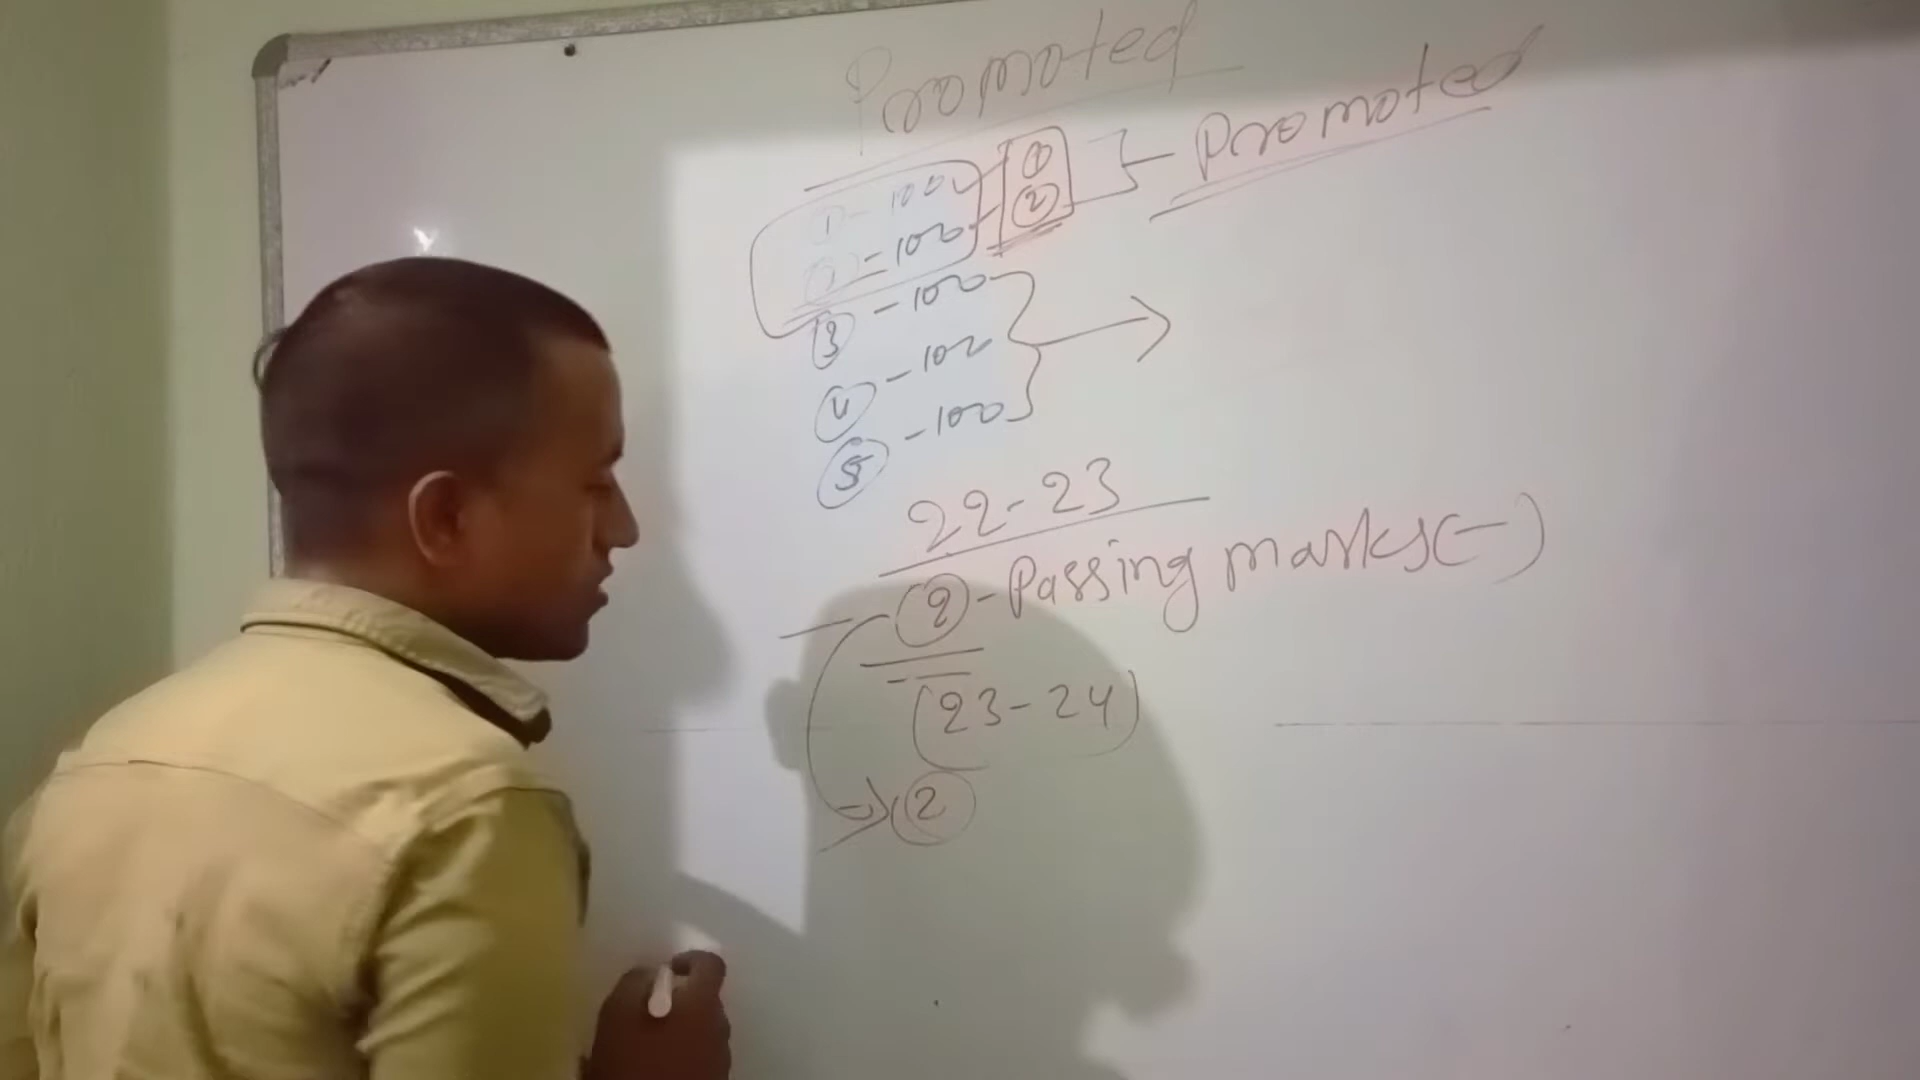 Promoted
1 - 100 ①
2 - 100 ② - Promoted
③ - 100
④ - 100
⑤ - 100
22-23
② - Passing marks (-)
(23-24)
②